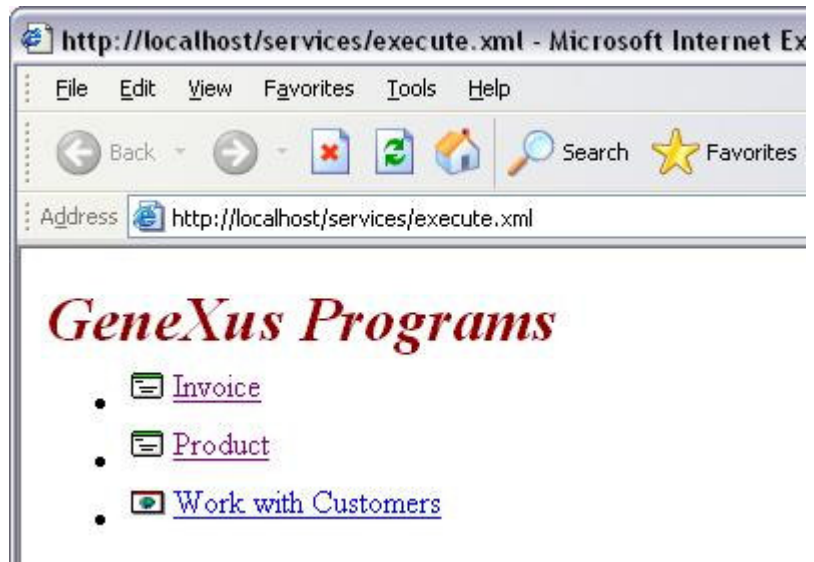 http://localhost/services/execute.xml - Microsoft Internet Ex
File Edit View Favorites Tools Help
Back Search Favorites
Address http://localhost/services/execute.xml
GeneXus Programs
Invoice
Product
Work with Customers